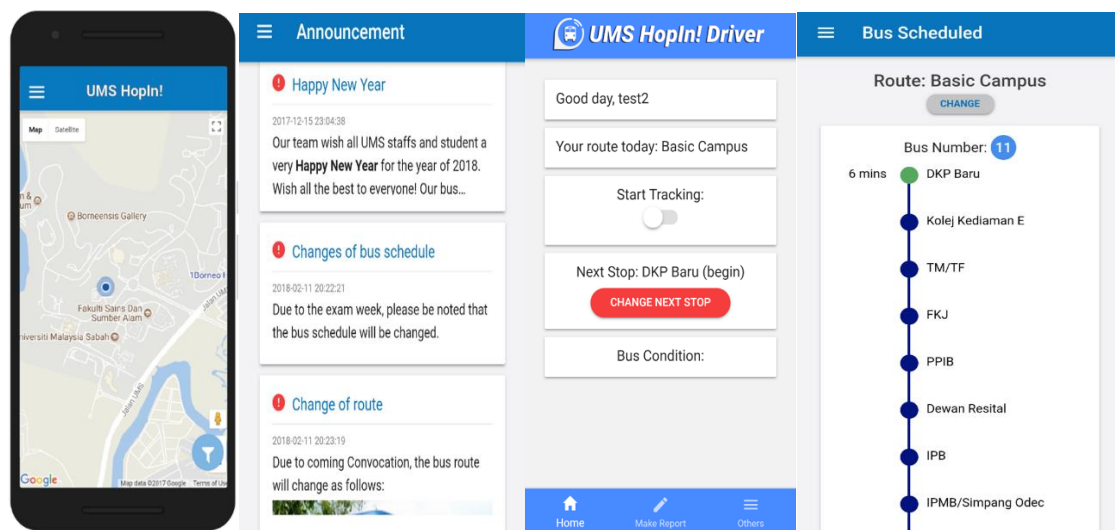 UMS HopIn!
Map Satellite
Borneensis Gallery
1Borneo
Jalan UMS
Fakulti Sains Dan
Sumber Alam
niversiti Malaysia Sabah
Jalan UMS
Google
Map data ©2017 Google Terms of Use
Announcement
Happy New Year
2017-12-15 23:04:38
Our team wish all UMS staffs and student a
very Happy New Year for the year of 2018.
Wish all the best to everyone! Our bus...
Changes of bus schedule
2018-02-11 20:22:21
Due to the exam week, please be noted that
the bus schedule will be changed.
Change of route
2018-02-11 20:23:19
Due to coming Convocation, the bus route
will change as follows:
UMS HopIn! Driver
Good day, test2
Your route today: Basic Campus
Start Tracking:
Next Stop: DKP Baru (begin)
CHANGE NEXT STOP
Bus Condition:
Home Make Report Others
Bus Scheduled
Route: Basic Campus
CHANGE
Bus Number: 11
6 mins DKP Baru
Kolej Kediaman E
TM/TF
FKJ
PPIB
Dewan Resital
IPB
IPMB/Simpang Odec